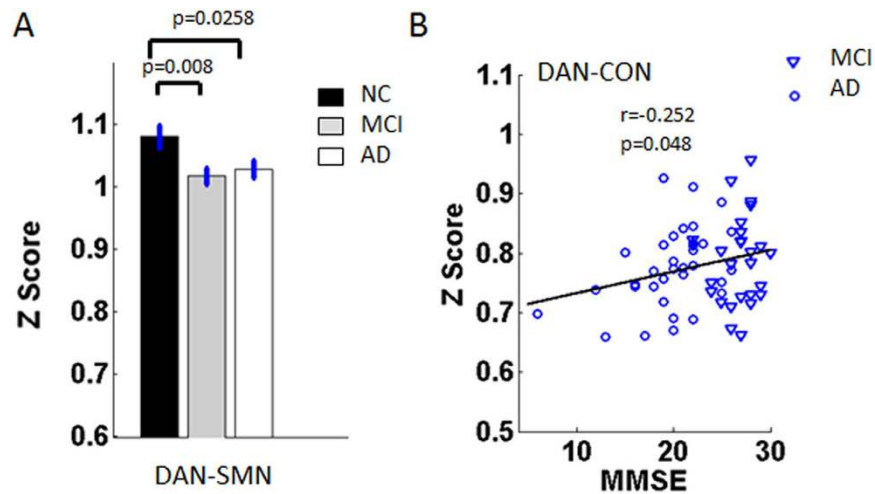 A
p=0.0258
p=0.008
NC
MCI
AD
1.1
1
0.9
0.8
0.7
0.6
Z Score
DAN-SMN
B
DAN-CON
MCI
AD
r=-0.252
p=0.048
1.1
1
0.9
0.8
0.7
0.6
0.5
Z Score
10 20 30
MMSE